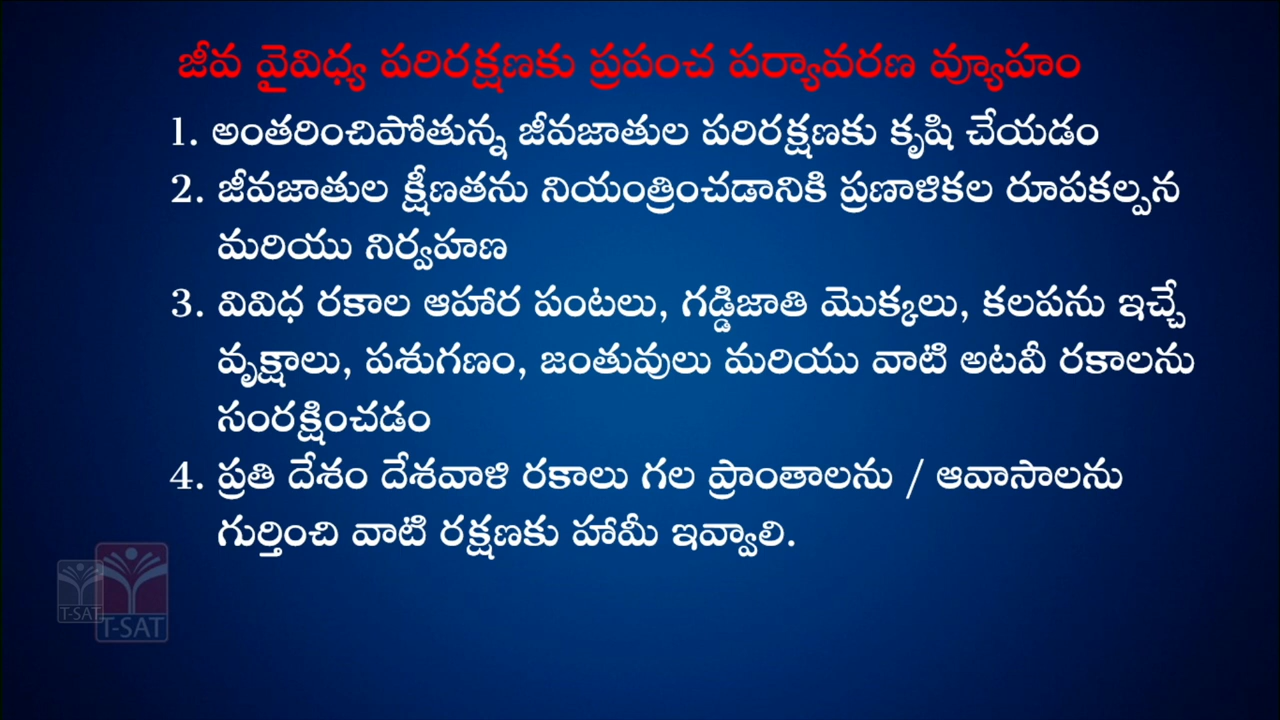 జీవ వైవిధ్య పరిరక్షణకు ప్రపంచ పర్యావరణ వ్యూహం
1. అంతరించిపోతున్న జీవజాతుల పరిరక్షణకు కృషి చేయడం
2. జీవజాతుల క్షీణతను నియంత్రించడానికి ప్రణాళికల రూపకల్పన
మరియు నిర్వహణ
3. వివిధ రకాల ఆహార పంటలు, గడ్డిజాతి మొక్కలు, కలపను ఇచ్చే
వృక్షాలు, పశుగణం, జంతువులు మరియు వాటి అటవీ రకాలను
సంరక్షించడం
4. ప్రతి దేశం దేశవాళి రకాలు గల ప్రాంతాలను / ఆవాసాలను
గుర్తించి వాటి రక్షణకు హామీ ఇవ్వాలి.
T-SAT
T-SAT